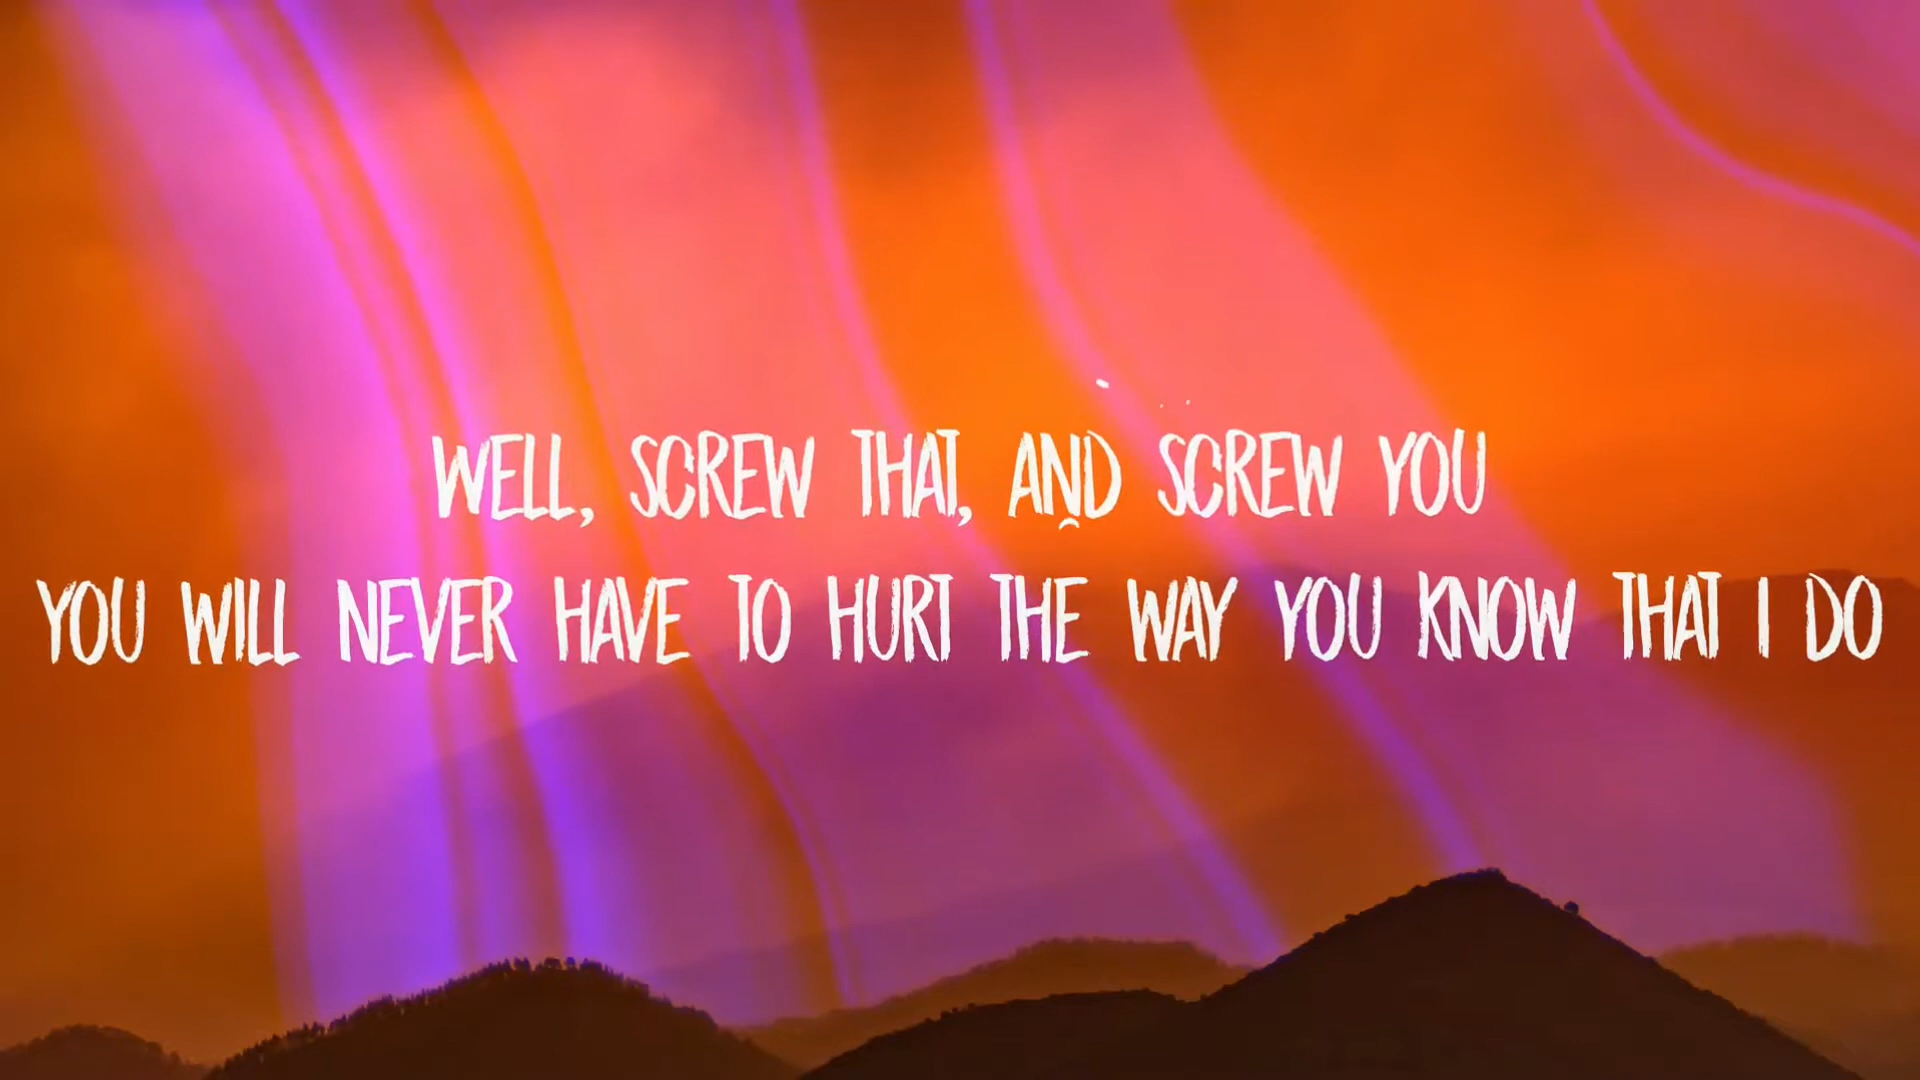 WELL, SCREW THAT, AND SCREW YOU
YOU WILL NEVER HAVE TO HURT THE WAY YOU KNOW THAT I DO